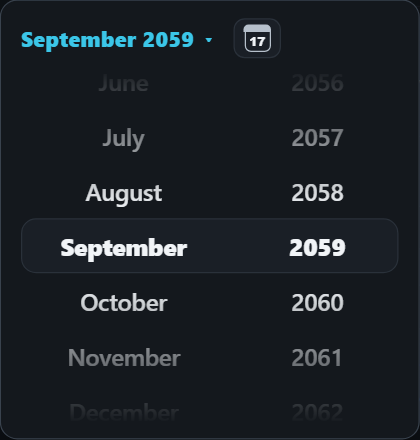 September 2059
17
June 2056
July 2057
August 2058
September 2059
October 2060
November 2061
December 2062